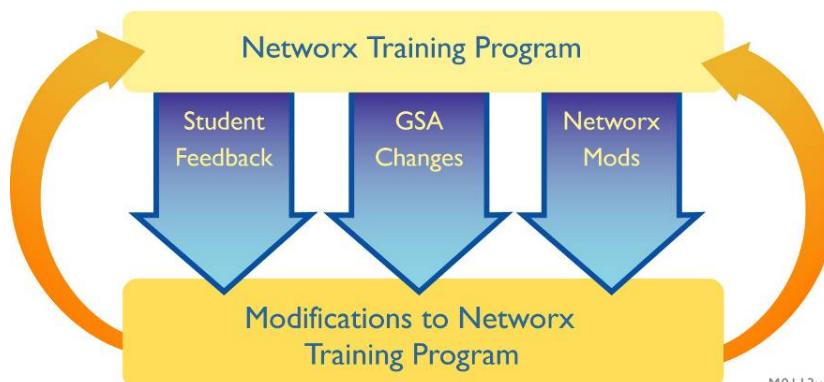 Networx Training Program
Student
Feedback
GSA
Changes
Networx
Mods
Modifications to Networx
Training Program